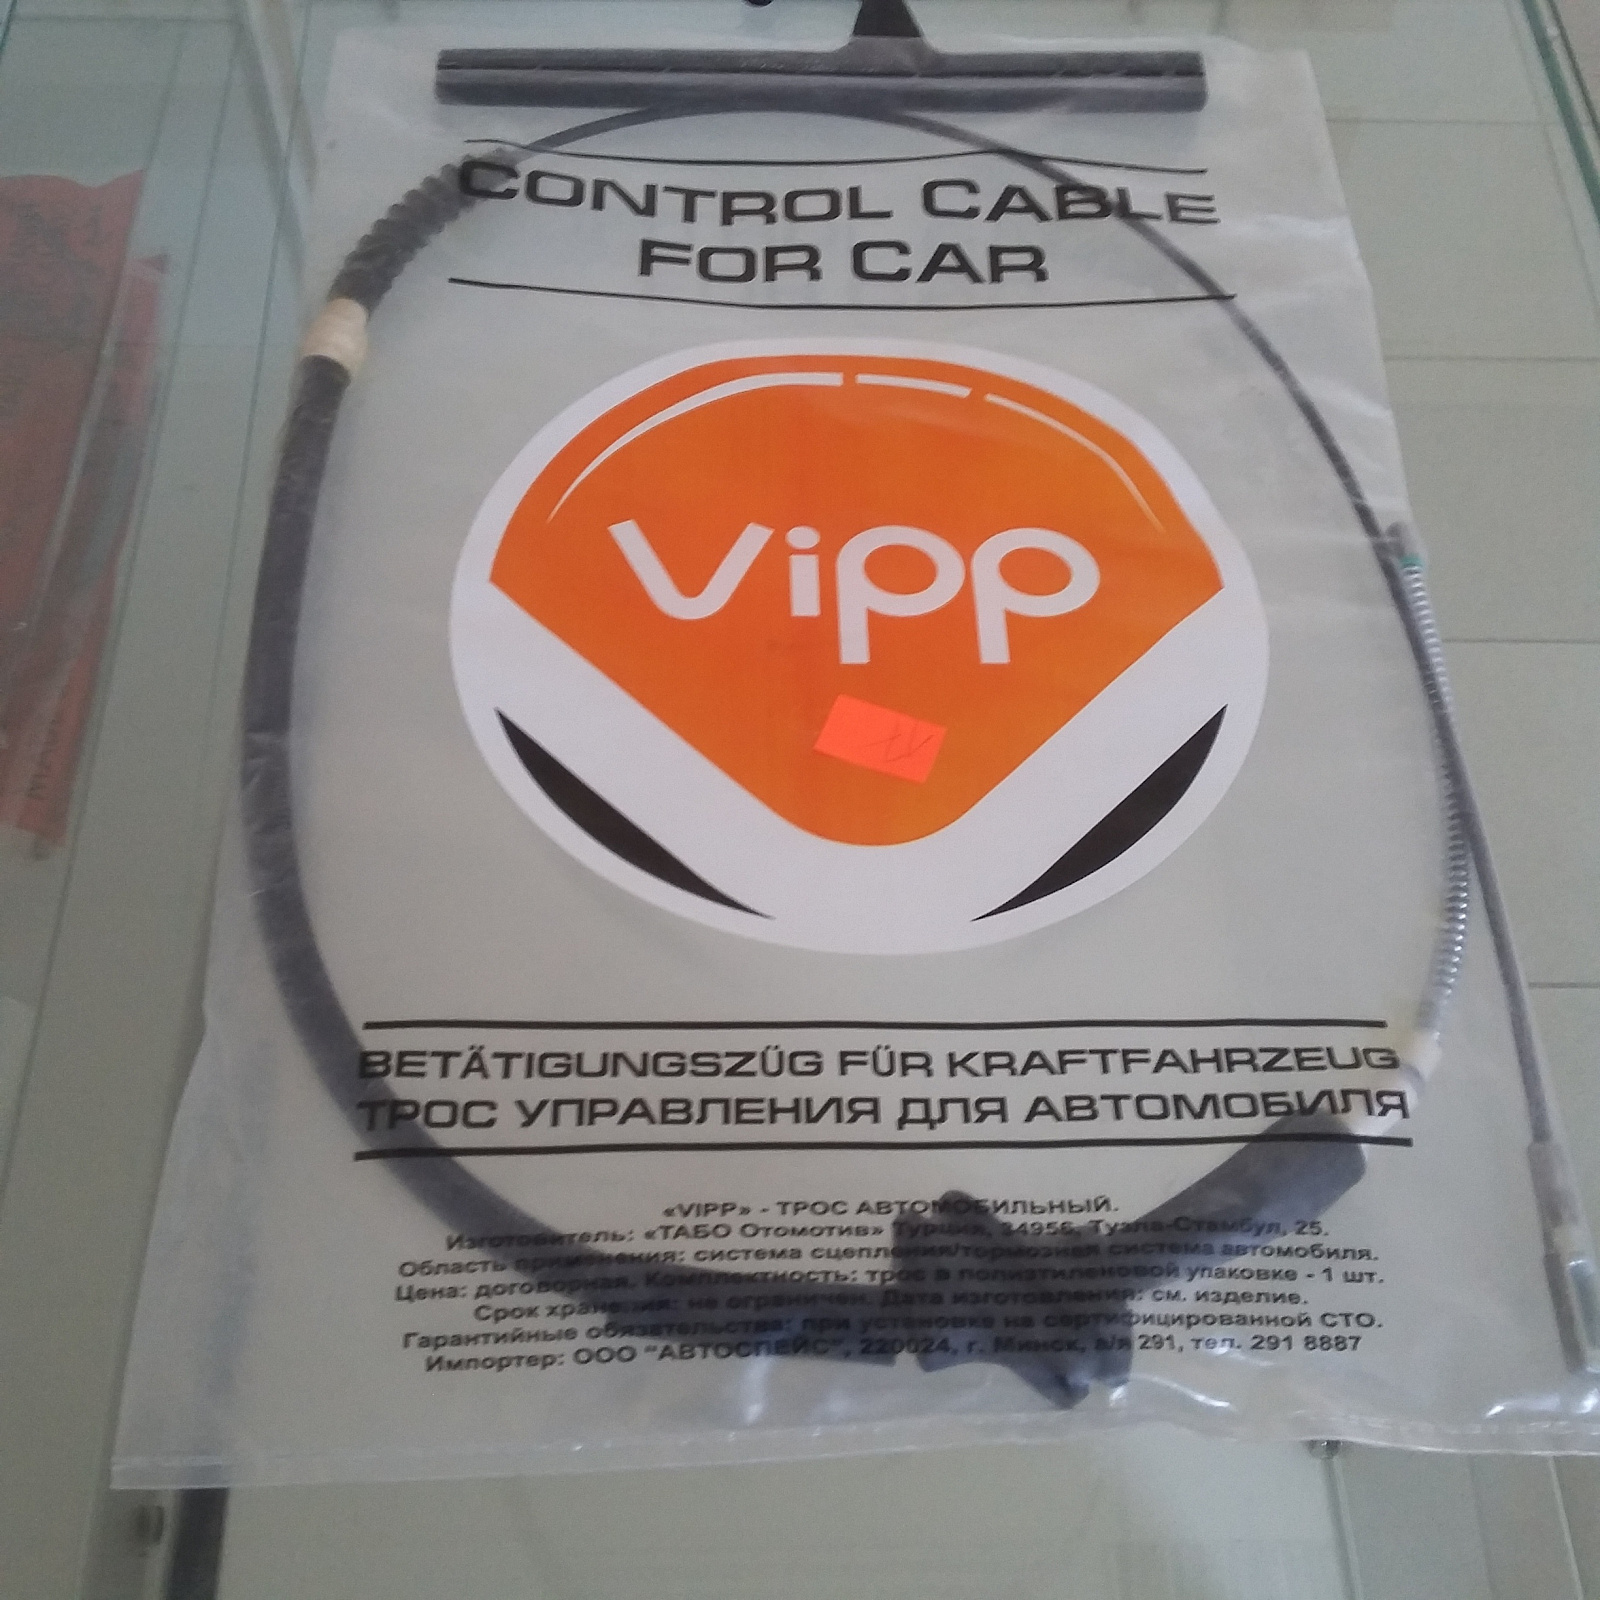 CONTROL CABLE
FOR CAR
Vipp
BETÄTIGUNGSZÜG FÜR KRAFTFAHRZEUG
ТРОС УПРАВЛЕНИЯ ДЛЯ АВТОМОБИЛЯ
«VIPP» - ТРОС АВТОМОБИЛЬНЫЙ.
Изготовитель: «ТАБО Отомотив» Турция, 34956, Тузла-Стамбул, 25.
Область применения: система сцепления/тормозная система автомобиля.
Цена: договорная. Комплектность: трос в полиэтиленовой упаковке - 1 шт.
Срок хранения: не ограничен. Дата изготовления: см. изделие.
Гарантийные обязательства: при установке на сертифицированной СТО.
Импортер: ООО "АВТОСПЕЙС", 220024, г. Минск, а/я 291, тел. 291 8887